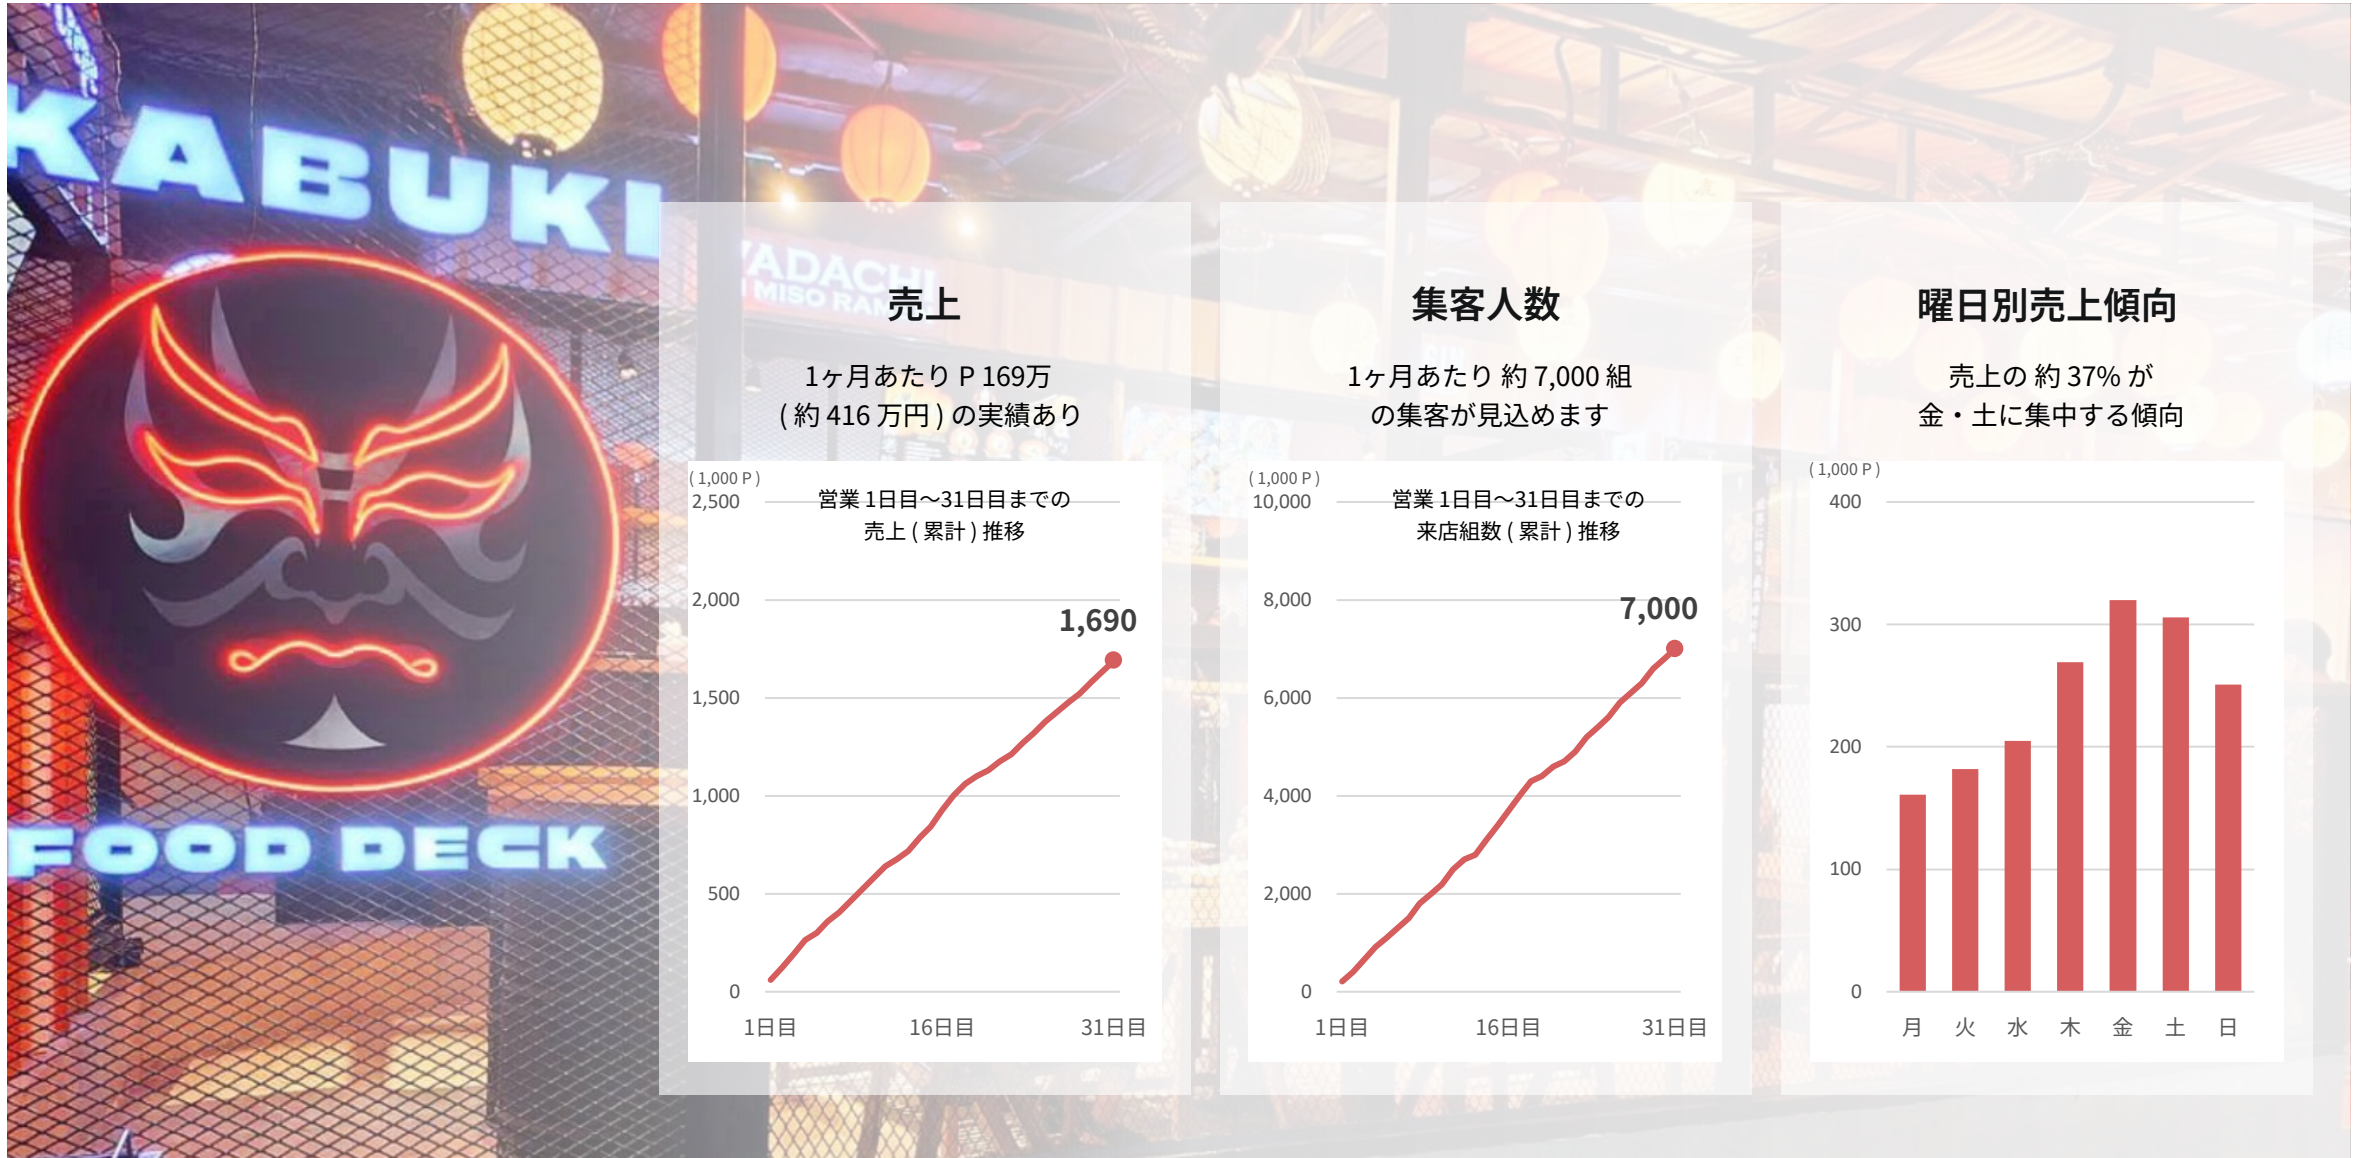 KABUKI
FOOD DECK
WADACHI
MISO RAM
売上
1ヶ月あたり P 169万
( 約 416 万円 ) の実績あり
( 1,000 P )
営業 1日目～31日目までの
売上 ( 累計 ) 推移
2,500
2,000
1,500
1,000
500
0
1,690
1日目
16日目
31日目
集客人数
1ヶ月あたり 約 7,000 組
の集客が見込めます
( 1,000 P )
営業 1日目～31日目までの
来店組数 ( 累計 ) 推移
10,000
8,000
6,000
4,000
2,000
0
7,000
1日目
16日目
31日目
曜日別売上傾向
売上の 約 37% が
金・土に集中する傾向
( 1,000 P )
400
300
200
100
0
月 火 水 木 金 土 日